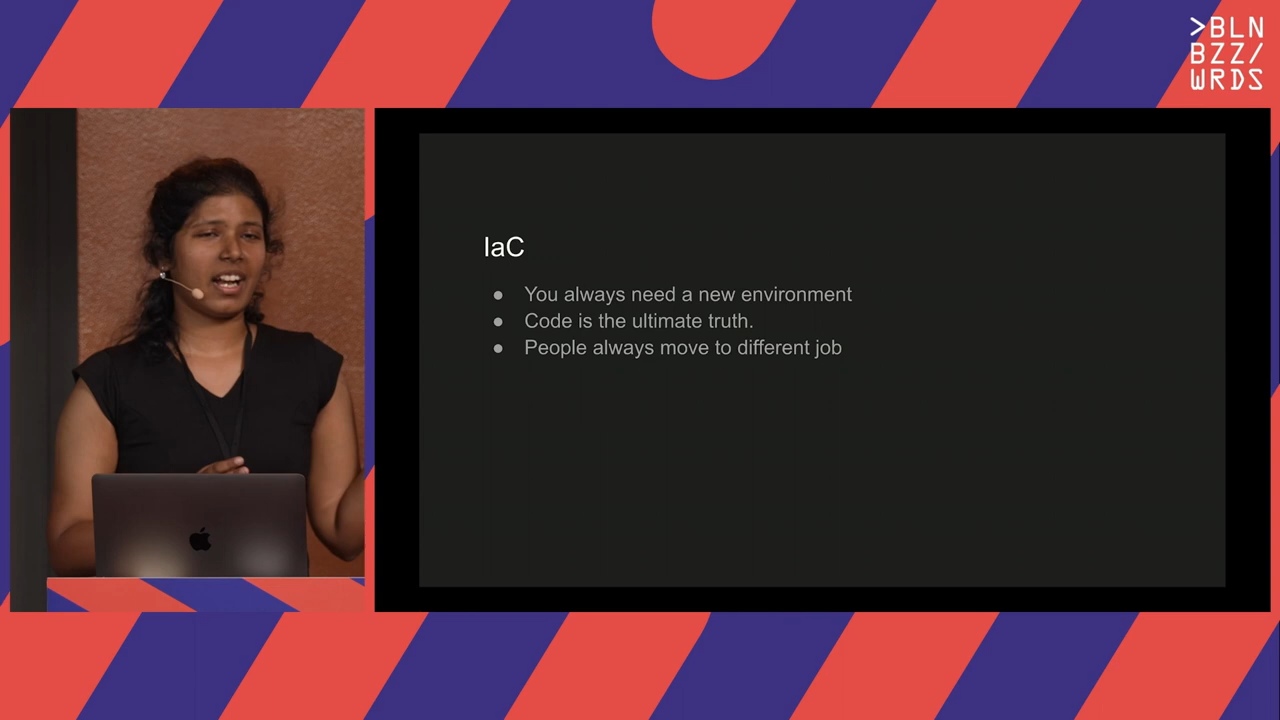 >BLN
BZZ/
WRDS
IaC
● You always need a new environment
● Code is the ultimate truth.
● People always move to different job